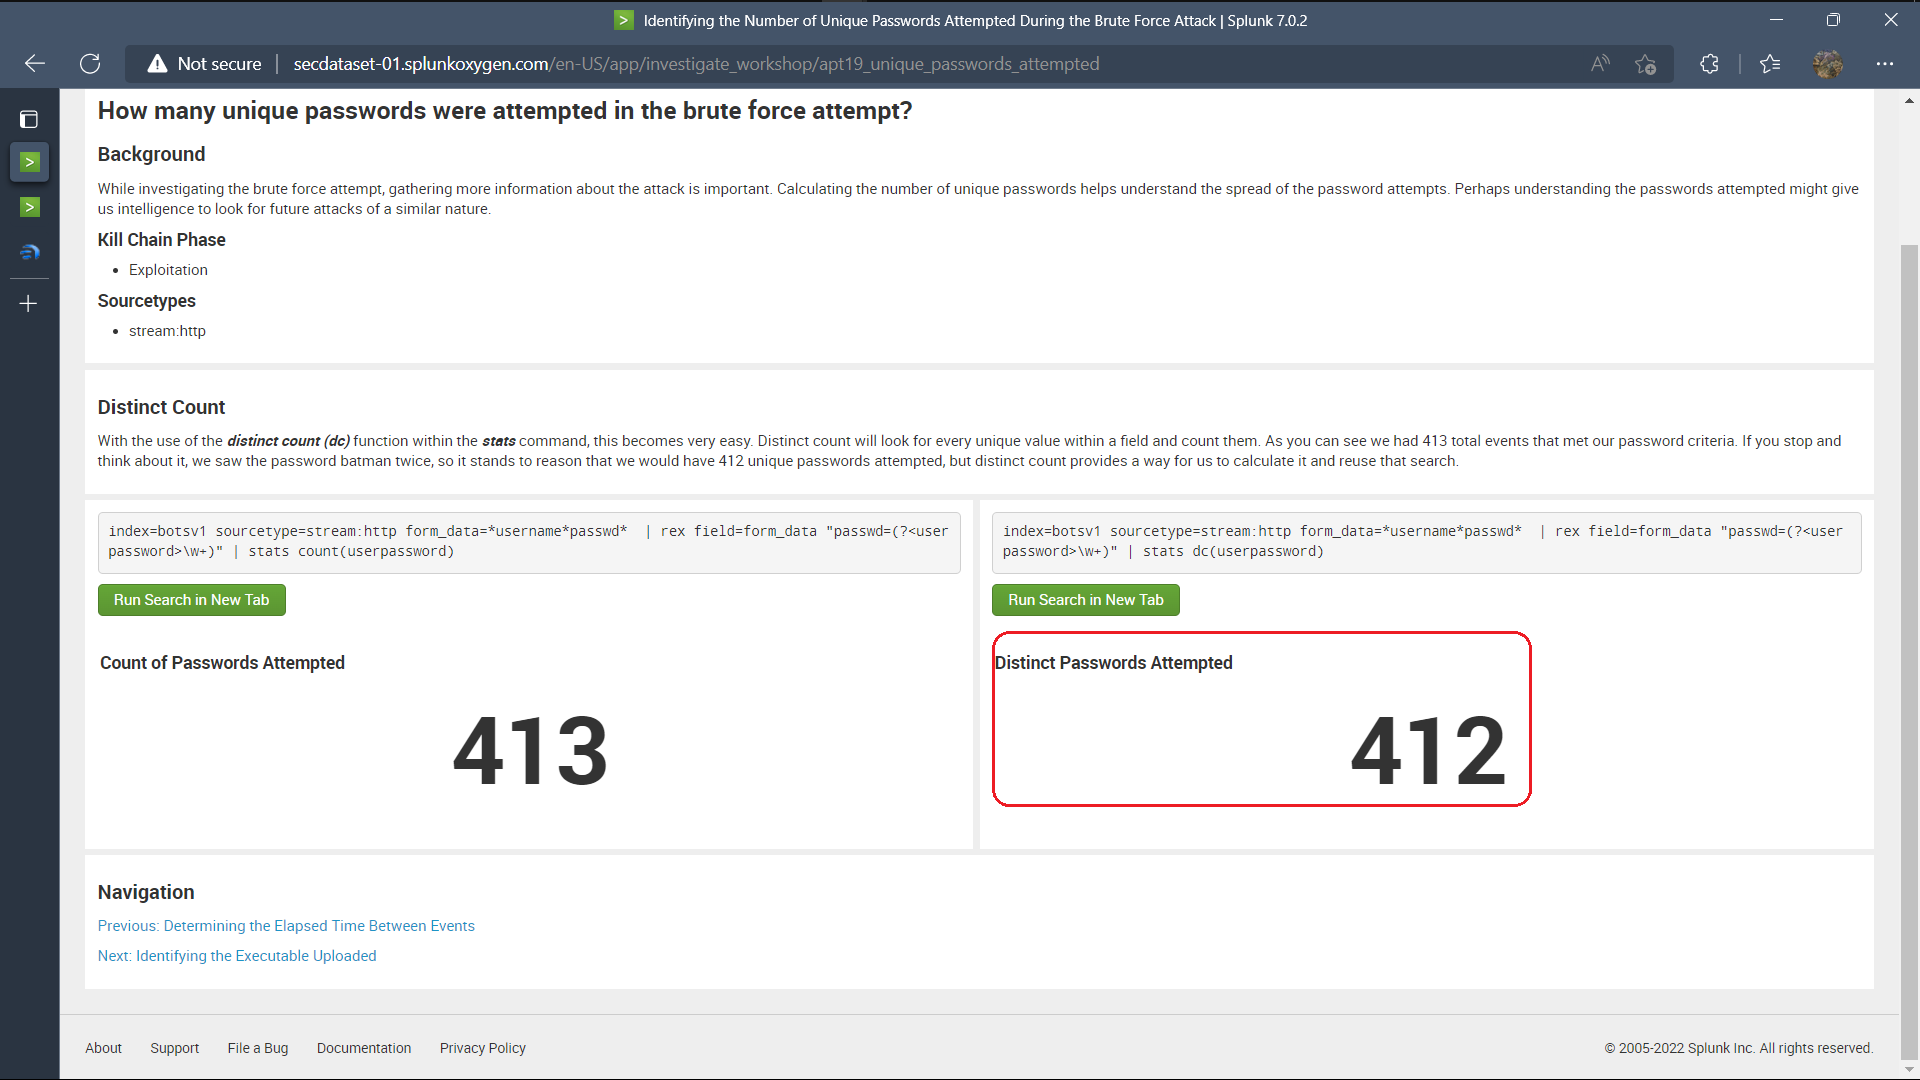 Identifying the Number of Unique Passwords Attempted During the Brute Force Attack | Splunk 7.0.2
Not secure
secdataset-01.splunkoxygen.com/en-US/app/investigate_workshop/apt19_unique_passwords_attempted
How many unique passwords were attempted in the brute force attempt?
Background
While investigating the brute force attempt, gathering more information about the attack is important. Calculating the number of unique passwords helps understand the spread of the password attempts. Perhaps understanding the passwords attempted might give
us intelligence to look for future attacks of a similar nature.
Kill Chain Phase
• Exploitation
Sourcetypes
• stream:http
Distinct Count
With the use of the distinct count (dc) function within the stats command, this becomes very easy. Distinct count will look for every unique value within a field and count them. As you can see we had 413 total events that met our password criteria. If you stop and
think about it, we saw the password batman twice, so it stands to reason that we would have 412 unique passwords attempted, but distinct count provides a way for us to calculate it and reuse that search.
index=botsv1 sourcetype=stream:http form_data=*username*passwd*  | rex field=form_data "passwd=(?<user
password>\w+)" | stats count(userpassword)
Run Search in New Tab
Count of Passwords Attempted
413
index=botsv1 sourcetype=stream:http form_data=*username*passwd*  | rex field=form_data "passwd=(?<user
password>\w+)" | stats dc(userpassword)
Run Search in New Tab
Distinct Passwords Attempted
412
Navigation
Previous: Determining the Elapsed Time Between Events
Next: Identifying the Executable Uploaded
About Support File a Bug Documentation Privacy Policy
© 2005-2022 Splunk Inc. All rights reserved.